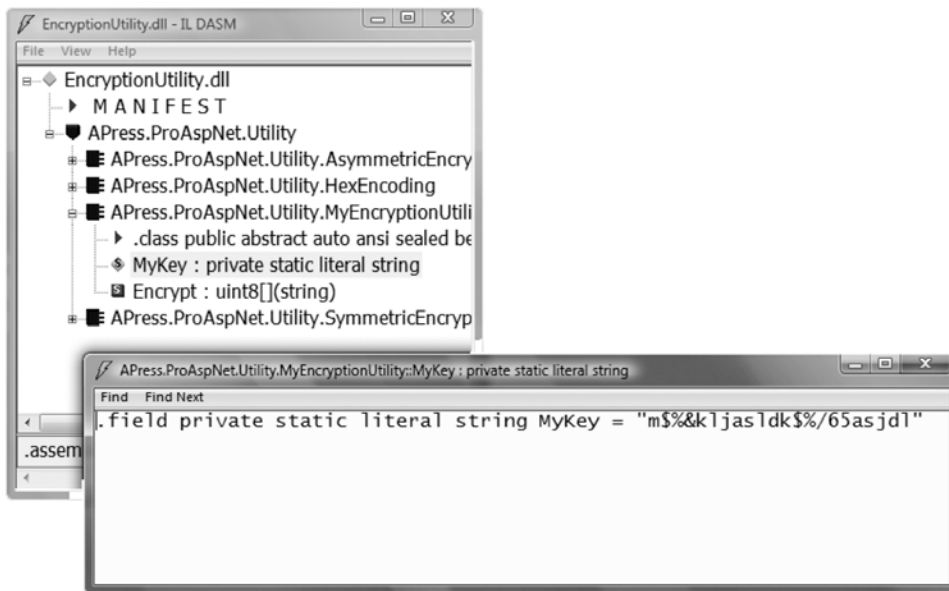 EncryptionUtility.dll - IL DASM
File View Help
EncryptionUtility.dll
M A N I F E S T
APress.ProAspNet.Utility
APress.ProAspNet.Utility.AsymmetricEncry
APress.ProAspNet.Utility.HexEncoding
APress.ProAspNet.Utility.MyEncryptionUtili
.class public abstract auto ansi sealed be
MyKey : private static literal string
Encrypt : uint8[](string)
APress.ProAspNet.Utility.SymmetricEncryp
.assem
APress.ProAspNet.Utility.MyEncryptionUtility::MyKey : private static literal string
Find Find Next
.field private static literal string MyKey = "m$%&kljasldk$%/65asjdl"